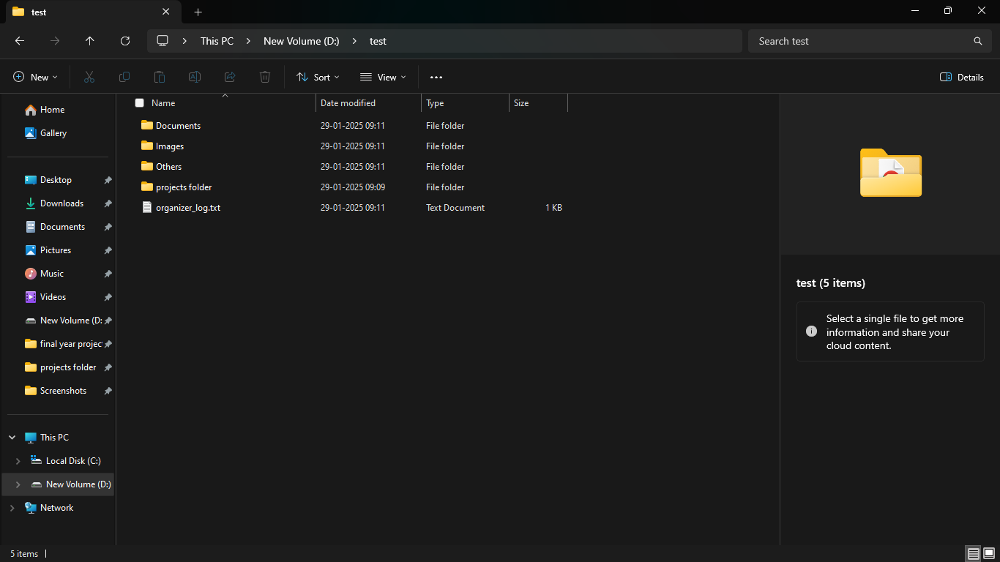 test
This PC
New Volume (D:)
test
Search test
New
Sort
View
Details
Home
Gallery
Desktop
Downloads
Documents
Pictures
Music
Videos
New Volume (D:
final year projec
projects folder
Screenshots
This PC
Local Disk (C:)
New Volume (D:)
Network
Name Date modified Type Size
Documents 29-01-2025 09:11 File folder
Images 29-01-2025 09:11 File folder
Others 29-01-2025 09:11 File folder
projects folder 29-01-2025 09:09 File folder
organizer_log.txt 29-01-2025 09:11 Text Document 1 KB
test (5 items)
Select a single file to get more
information and share your
cloud content.
5 items